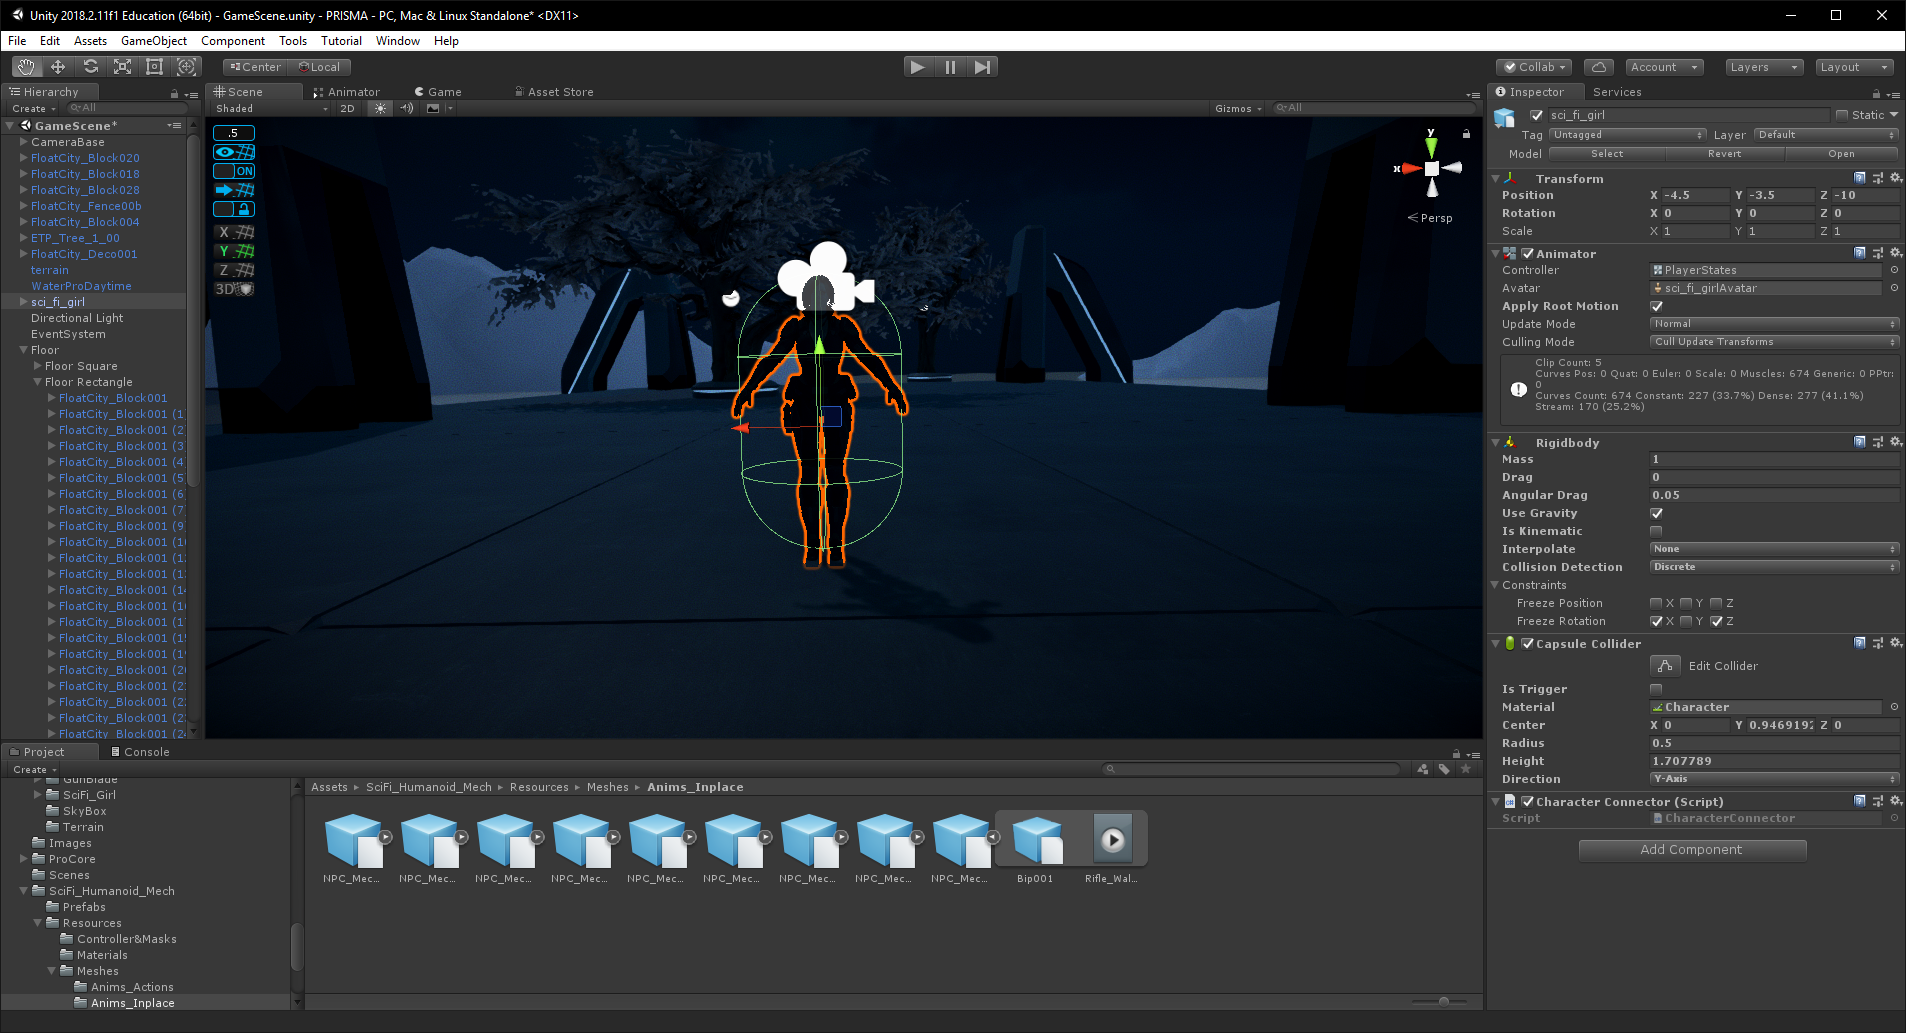 Unity 2018.2.11f1 Education (64bit) - GameScene.unity - PRISMA - PC, Mac & Linux Standalone* <DX11>
File Edit Assets GameObject Component Tools Tutorial Window Help
Center Local
Collab Account Layers Layout
Hierarchy
Create All
GameScene*
CameraBase
FloatCity_Block020
FloatCity_Block018
FloatCity_Block028
FloatCity_Fence00b
FloatCity_Block004
ETP_Tree_1_00
FloatCity_Deco001
terrain
WaterProDaytime
sci_fi_girl
Directional Light
EventSystem
Floor
Floor Square
Floor Rectangle
FloatCity_Block001
FloatCity_Block001 (1)
FloatCity_Block001 (2)
FloatCity_Block001 (3)
FloatCity_Block001 (4)
FloatCity_Block001 (5)
FloatCity_Block001 (6)
FloatCity_Block001 (7)
FloatCity_Block001 (9)
FloatCity_Block001 (10
FloatCity_Block001 (12
FloatCity_Block001 (1
FloatCity_Block001 (14
FloatCity_Block001 (16
FloatCity_Block001 (17
FloatCity_Block001 (15
FloatCity_Block001 (19
FloatCity_Block001 (20
FloatCity_Block001 (2
FloatCity_Block001 (22
FloatCity_Block001 (2
FloatCity_Block001 (24
Scene Animator Game Asset Store
Shaded 2D Gizmos All
.5
ON
X
Y
Z
3D
y
x
Persp
Inspector Services
sci_fi_girl Static
Tag Untagged Layer Default
Model Select Revert Open
Transform
Position X -4.5 Y -3.5 Z -10
Rotation X 0 Y 0 Z 0
Scale X 1 Y 1 Z 1
Animator
Controller PlayerStates
Avatar sci_fi_girlAvatar
Apply Root Motion
Update Mode Normal
Culling Mode Cull Update Transforms
Clip Count: 5
Curves Pos: 0 Quat: 0 Euler: 0 Scale: 0 Muscles: 674 Generic: 0 PPtr:
0
Curves Count: 674 Constant: 227 (33.7%) Dense: 277 (41.1%)
Stream: 170 (25.2%)
Rigidbody
Mass 1
Drag 0
Angular Drag 0.05
Use Gravity
Is Kinematic
Interpolate None
Collision Detection Discrete
Constraints
Freeze Position X Y Z
Freeze Rotation X Y Z
Capsule Collider
Edit Collider
Is Trigger
Material Character
Center X 0 Y 0.9469192 Z 0
Radius 0.5
Height 1.707789
Direction Y-Axis
Character Connector (Script)
Script CharacterConnector
Add Component
Project Console
Create
GunBlade
SciFi_Girl
SkyBox
Terrain
Images
ProCore
Scenes
SciFi_Humanoid_Mech
Prefabs
Resources
Controller&Masks
Materials
Meshes
Anims_Actions
Anims_Inplace
Assets SciFi_Humanoid_Mech Resources Meshes Anims_Inplace
NPC_Mec... NPC_Mec... NPC_Mec... NPC_Mec... NPC_Mec... NPC_Mec... NPC_Mec... NPC_Mec... NPC_Mec... Bip001 Rifle_Wal...